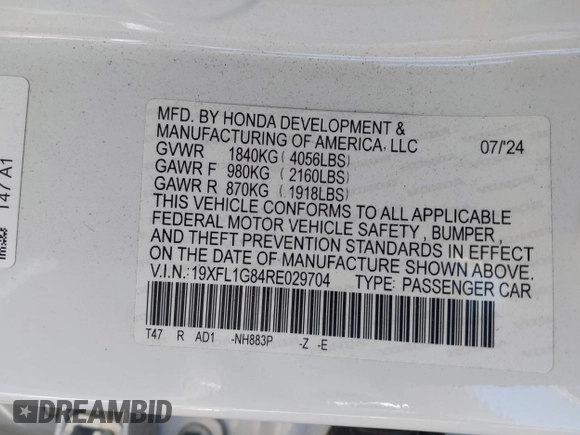 MFD. BY HONDA DEVELOPMENT &
MANUFACTURING OF AMERICA, LLC 07/'24
GVWR 1840KG ( 4056LBS)
GAWR F 980KG ( 2160LBS)
GAWR R 870KG ( 1918LBS)
THIS VEHICLE CONFORMS TO ALL APPLICABLE
FEDERAL MOTOR VEHICLE SAFETY , BUMPER ,
AND THEFT PREVENTION STANDARDS IN EFFECT
ON THE DATE OF MANUFACTURE SHOWN ABOVE.
V.I.N.:19XFL1G84RE029704 TYPE: PASSENGER CAR
T47 R AD1 -NH883P -Z -E
T47 A1
DREAMBID